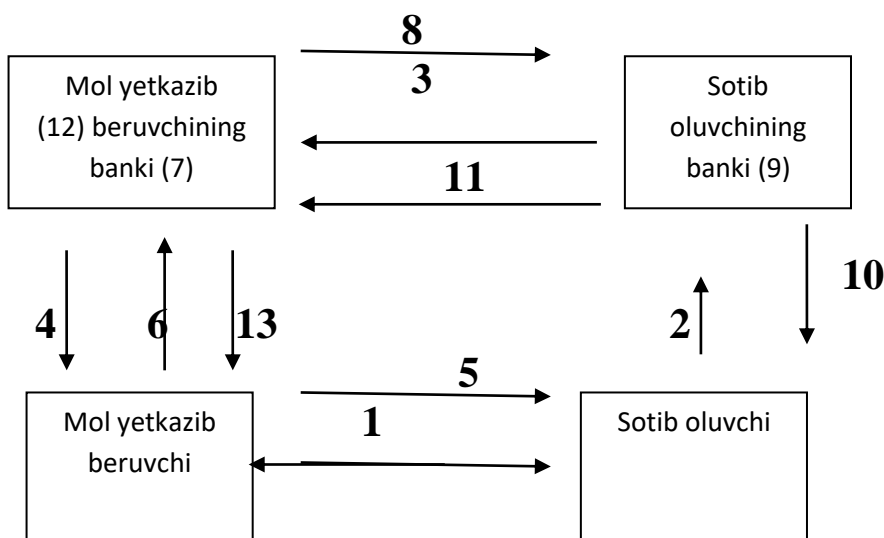 8
3
Mol yetkazib
(12) beruvchining
banki (7)
Sotib
oluvchining
banki (9)
11
10
4
6
13
2
5
1
Mol yetkazib
beruvchi
Sotib oluvchi